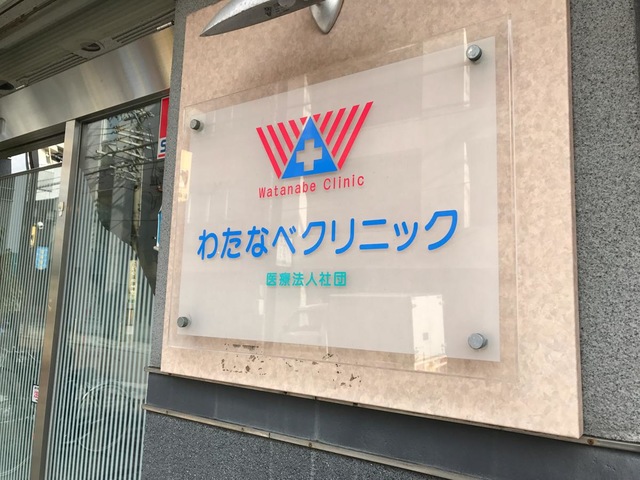 Watanabe Clinic
わたなべクリニック
医療法人社団